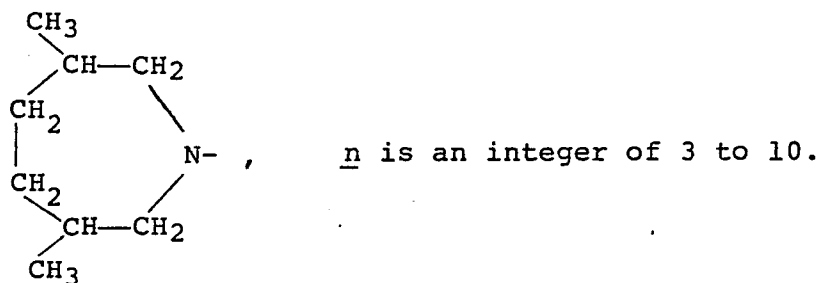 CH3
CH—CH2
CH2
N- , n is an integer of 3 to 10.
CH2
CH—CH2
CH3